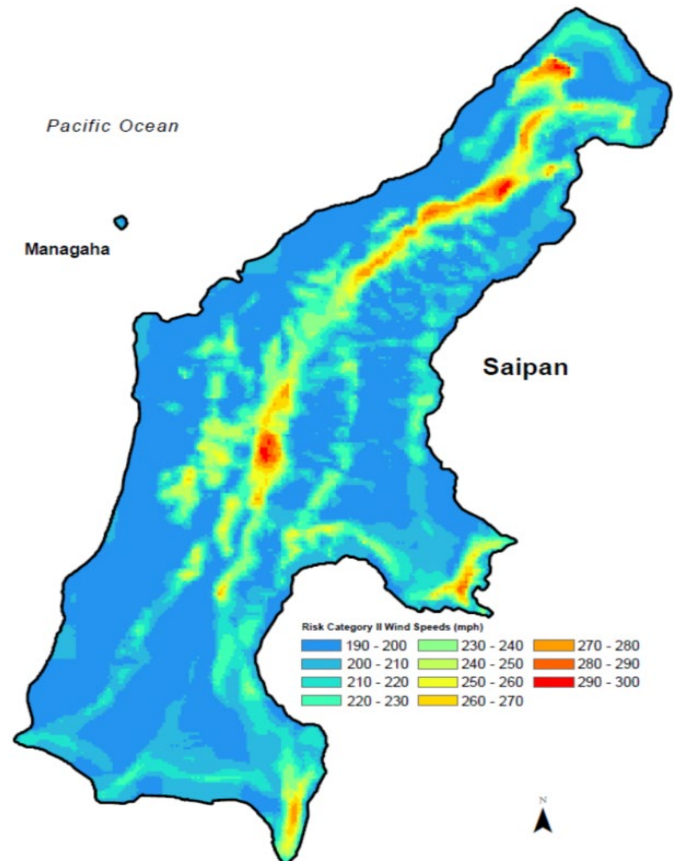 Pacific Ocean
Managaha
Saipan
Risk Category II Wind Speeds (mph)
190 - 200
200 - 210
210 - 220
220 - 230
230 - 240
240 - 250
250 - 260
260 - 270
270 - 280
280 - 290
290 - 300
N